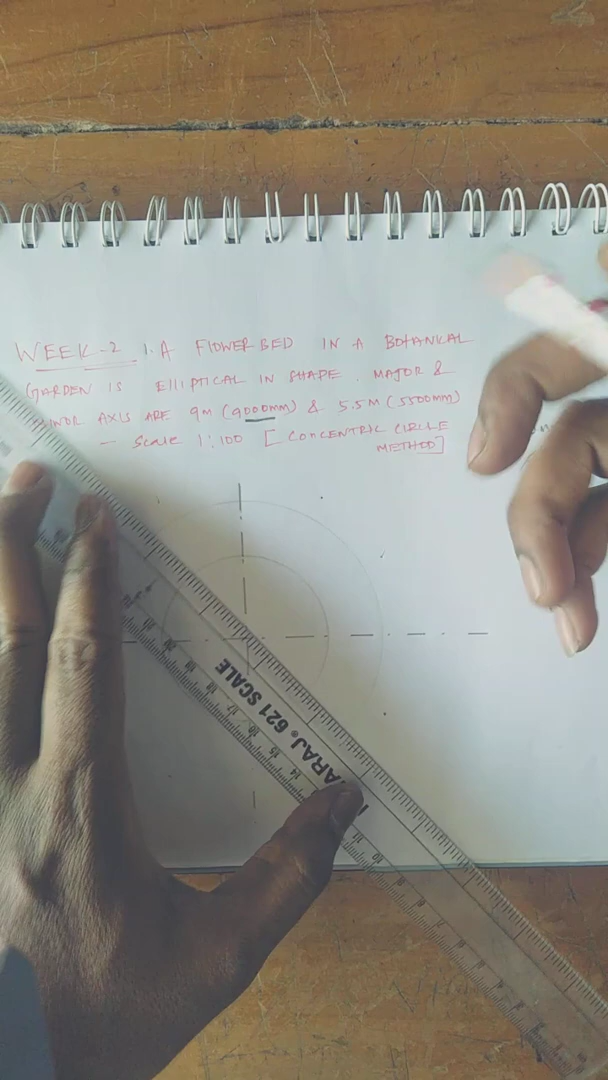 WEEK-2 1. A FLOWER BED IN A BOTANICAL
GARDEN IS ELLIPTICAL IN SHAPE. MAJOR &
MINOR AXIS ARE 9m (9000mm) & 5.5M (5500mm)
- Scale 1:100 [CONCENTRIC CIRCLE
METHOD]
621 SCALE